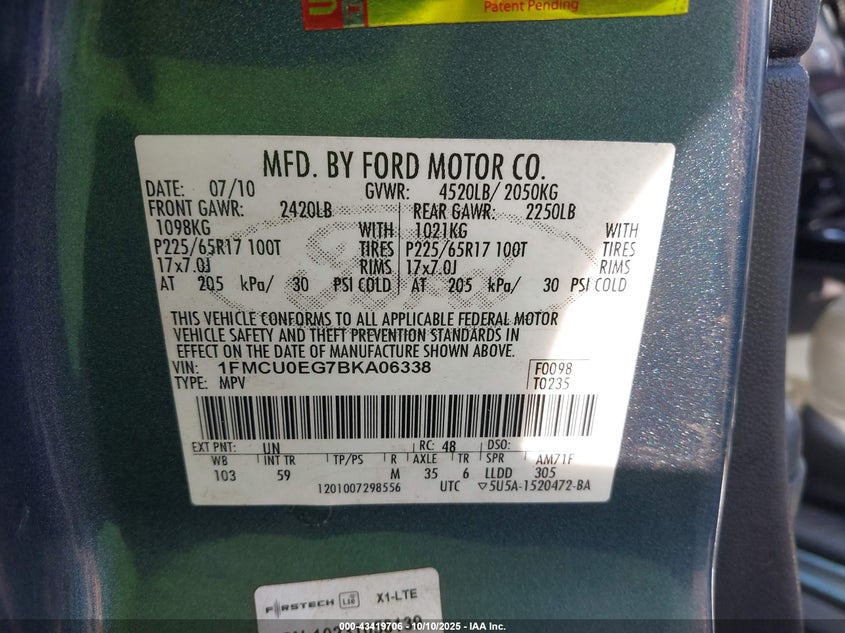 Patent Pending
MFD. BY FORD MOTOR CO.
DATE: 07/10 GVWR: 4520LB/ 2050KG
FRONT GAWR: 2420LB REAR GAWR: 2250LB
1098KG WITH 1021KG WITH
P225/65R17 100T TIRES P225/65R17 100T TIRES
17x7.0J RIMS 17x7.0J RIMS
AT 205 kPa/ 30 PSI COLD AT 205 kPa/ 30 PSI COLD
THIS VEHICLE CONFORMS TO ALL APPLICABLE FEDERAL MOTOR
VEHICLE SAFETY AND THEFT PREVENTION STANDARDS IN
EFFECT ON THE DATE OF MANUFACTURE SHOWN ABOVE.
VIN: 1FMCU0EG7BKA06338 F0098
TYPE: MPV T0235
EXT PNT: UN RC: 48 DSO:
WB INT TR TP/PS R AXLE TR SPR AM71F
103 59 M 35 6 LLDD 305
1201007298556 UTC ▽5U5A-1520472-BA
FIRSTECH LTE X1-LTE
000-43419706 - 10/10/2025 - IAA Inc.